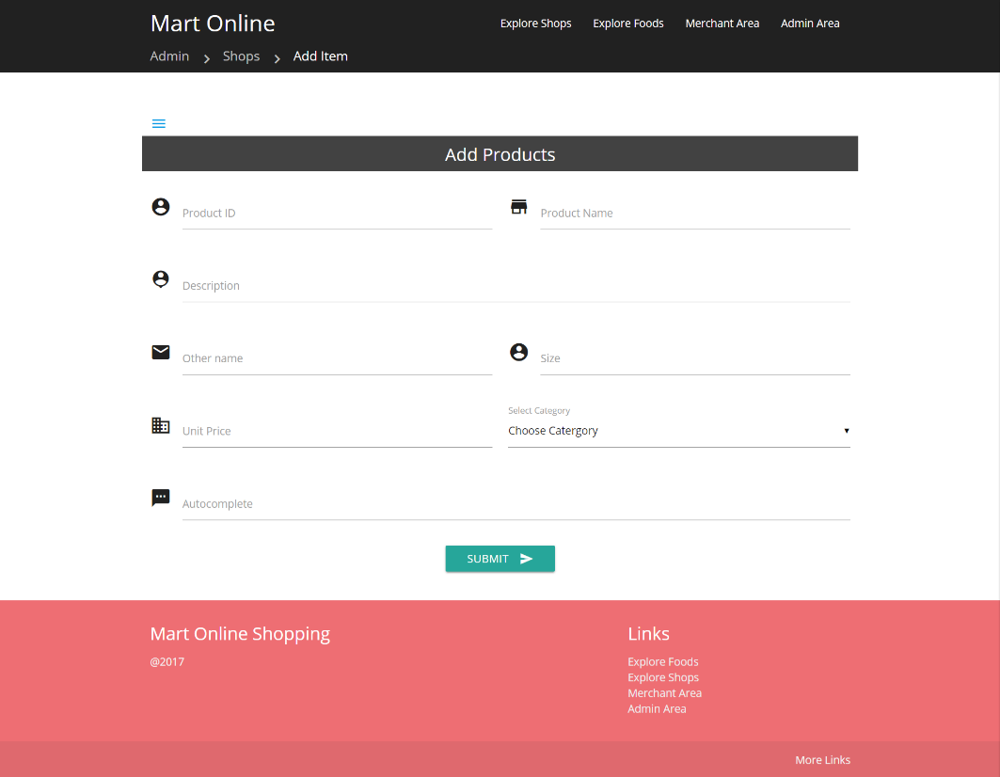 Mart Online
Explore Shops
Explore Foods
Merchant Area
Admin Area
Admin
Shops
Add Item
Add Products
Product ID
Product Name
Description
Other name
Size
Unit Price
Select Category
Choose Catergory
Autocomplete
SUBMIT
Mart Online Shopping
@2017
Links
Explore Foods
Explore Shops
Merchant Area
Admin Area
More Links